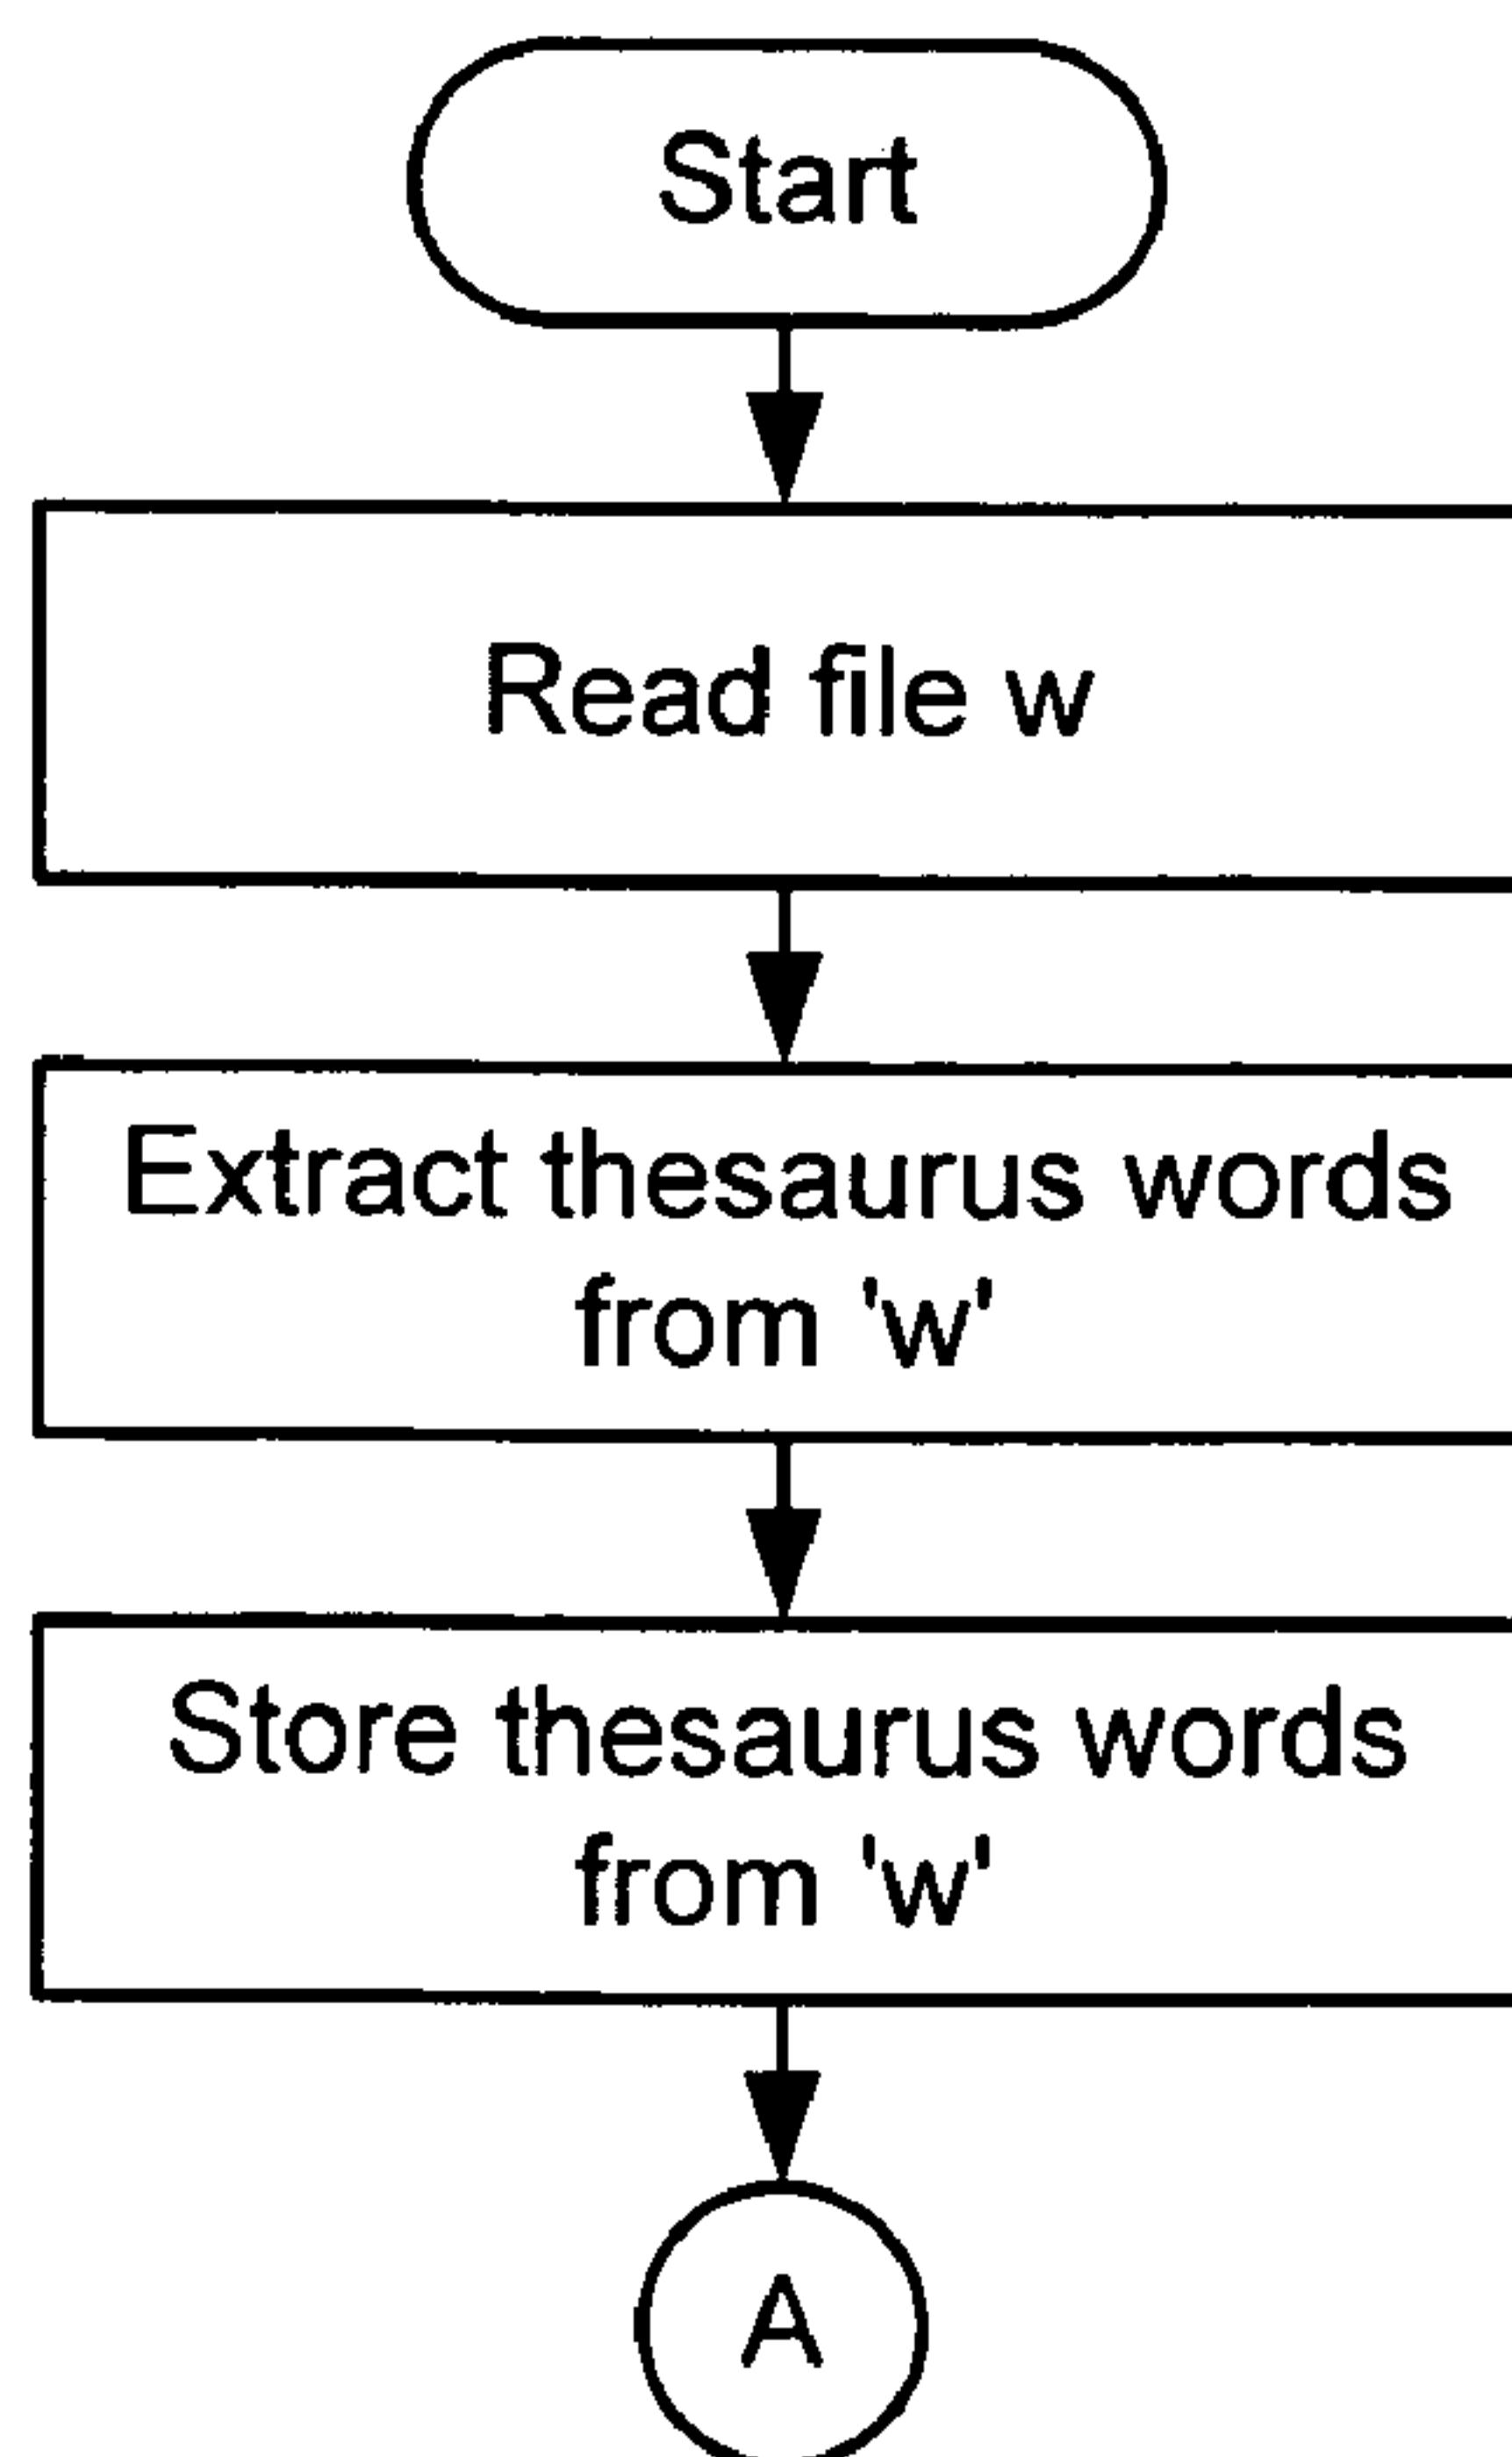 Start
Read file w
Extract thesaurus words
from 'w'
Store thesaurus words
from 'w'
A